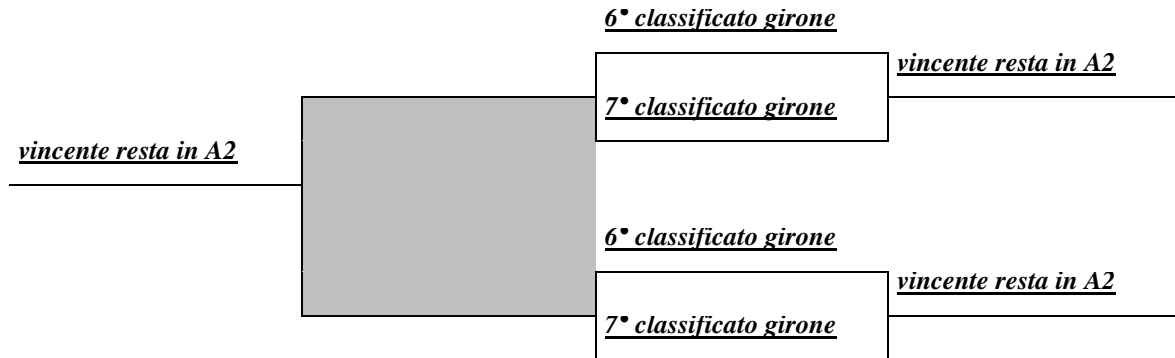 6° classificato girone
vincente resta in A2
7° classificato girone
vincente resta in A2
6° classificato girone
vincente resta in A2
7° classificato girone